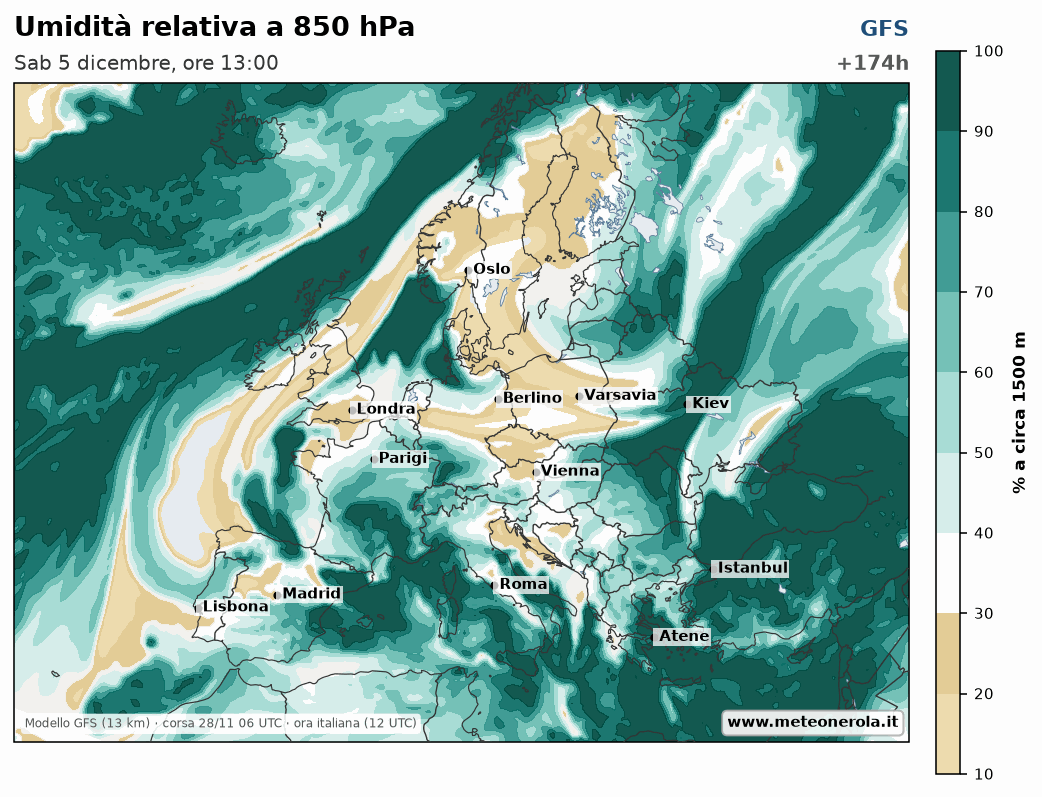 Umidità relativa a 850 hPa
GFS
Sab 5 dicembre, ore 13:00
+174h
100
90
80
70
60
50
40
30
20
10
% a circa 1500 m
Oslo
Berlino
Varsavia
Kiev
Londra
Parigi
Vienna
Istanbul
Roma
Madrid
Lisbona
Atene
Modello GFS (13 km) · corsa 28/11 06 UTC · ora italiana (12 UTC)
www.meteonerola.it